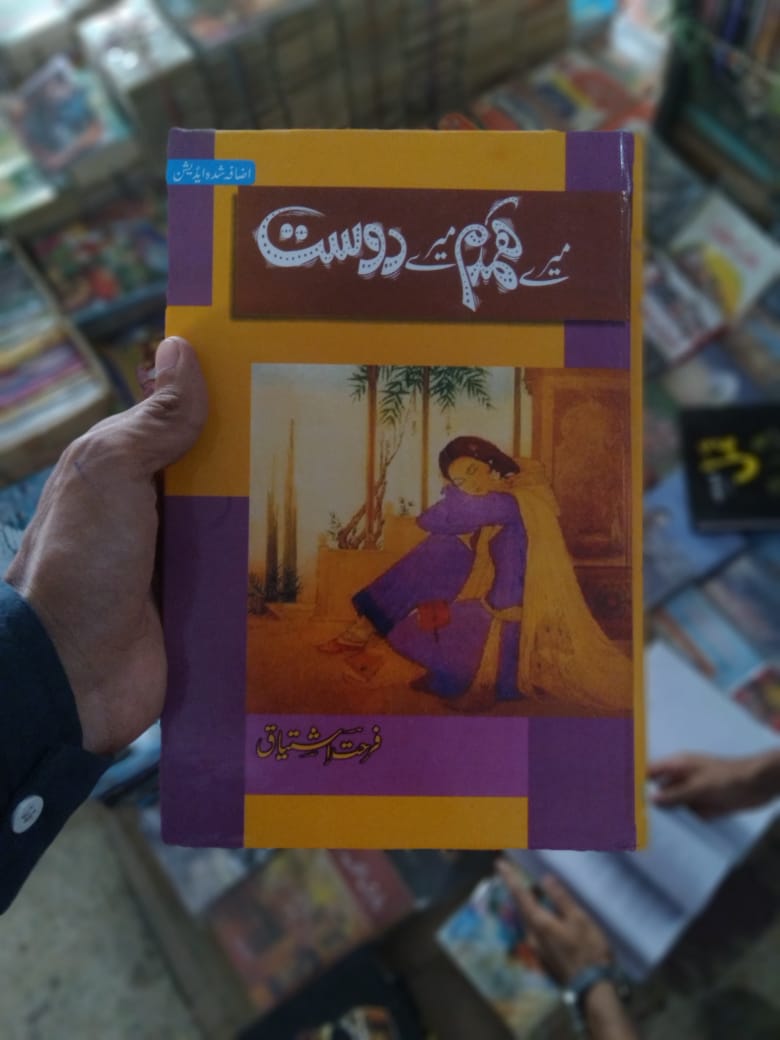 اضافہ شدہ ایڈیشن
میرے ہمدم میرے دوست
فرحت اشتیاق